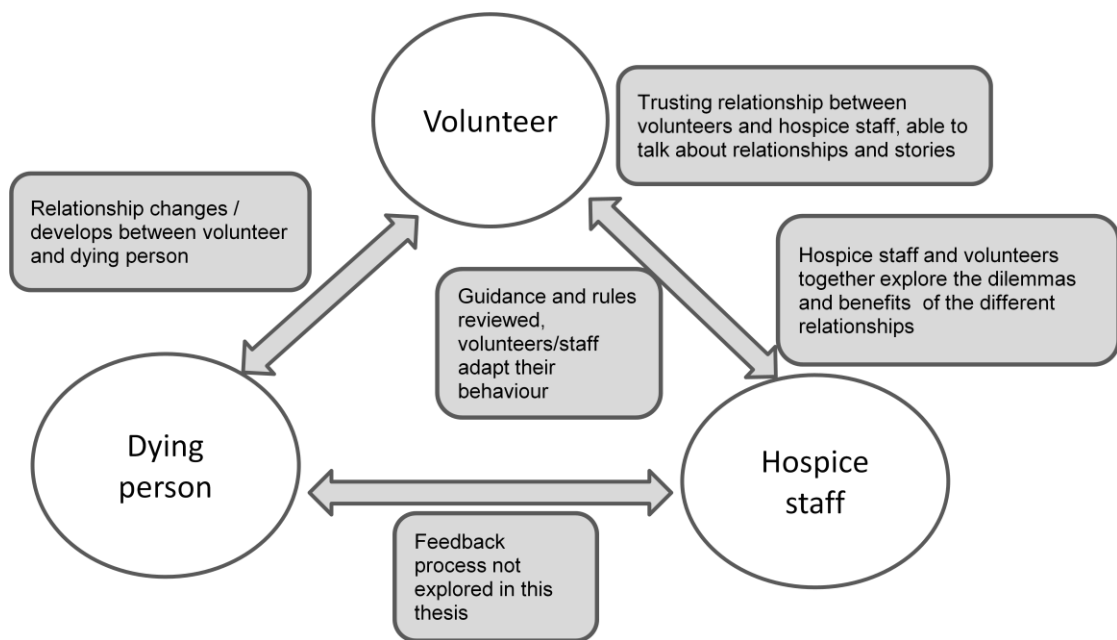 Volunteer
Trusting relationship between
volunteers and hospice staff, able to
talk about relationships and stories
Relationship changes /
develops between volunteer
and dying person
Hospice staff and volunteers
together explore the dilemmas
and benefits  of the different
relationships
Guidance and rules
reviewed,
volunteers/staff
adapt their
behaviour
Dying
person
Hospice
staff
Feedback
process not
explored in this
thesis